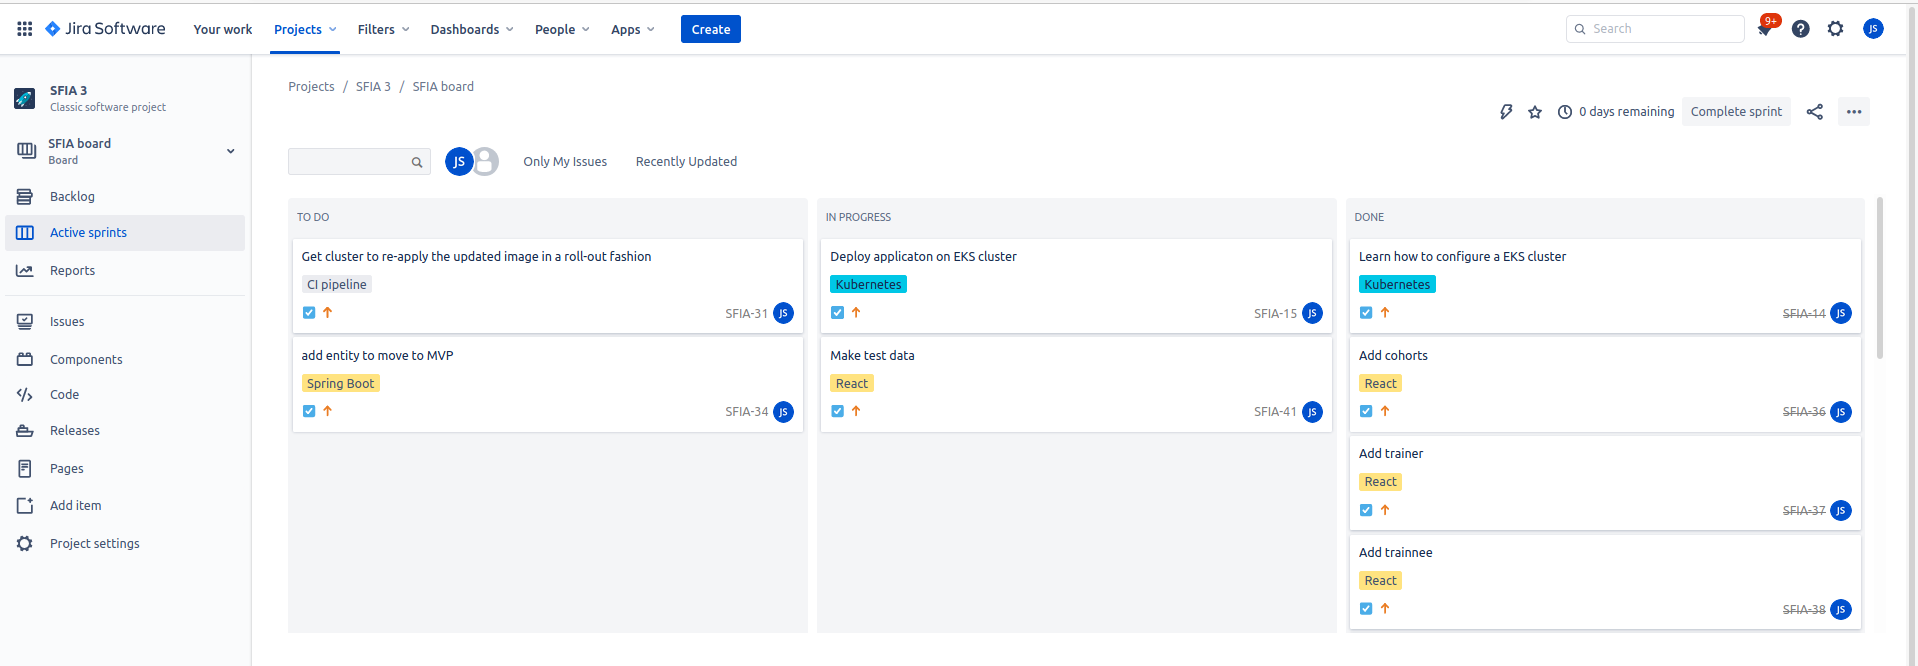 Jira Software
Your work
Projects
Filters
Dashboards
People
Apps
Create
Search
9+
JS
SFIA 3
Classic software project
SFIA board
Board
Backlog
Active sprints
Reports
Issues
Components
Code
Releases
Pages
Add item
Project settings
Projects / SFIA 3 / SFIA board
0 days remaining
Complete sprint
JS
Only My Issues
Recently Updated
TO DO
Get cluster to re-apply the updated image in a roll-out fashion
CI pipeline
SFIA-31 JS
add entity to move to MVP
Spring Boot
SFIA-34 JS
IN PROGRESS
Deploy applicaton on EKS cluster
Kubernetes
SFIA-15 JS
Make test data
React
SFIA-41 JS
DONE
Learn how to configure a EKS cluster
Kubernetes
SFIA-14 JS
Add cohorts
React
SFIA-36 JS
Add trainer
React
SFIA-37 JS
Add trainnee
React
SFIA-38 JS